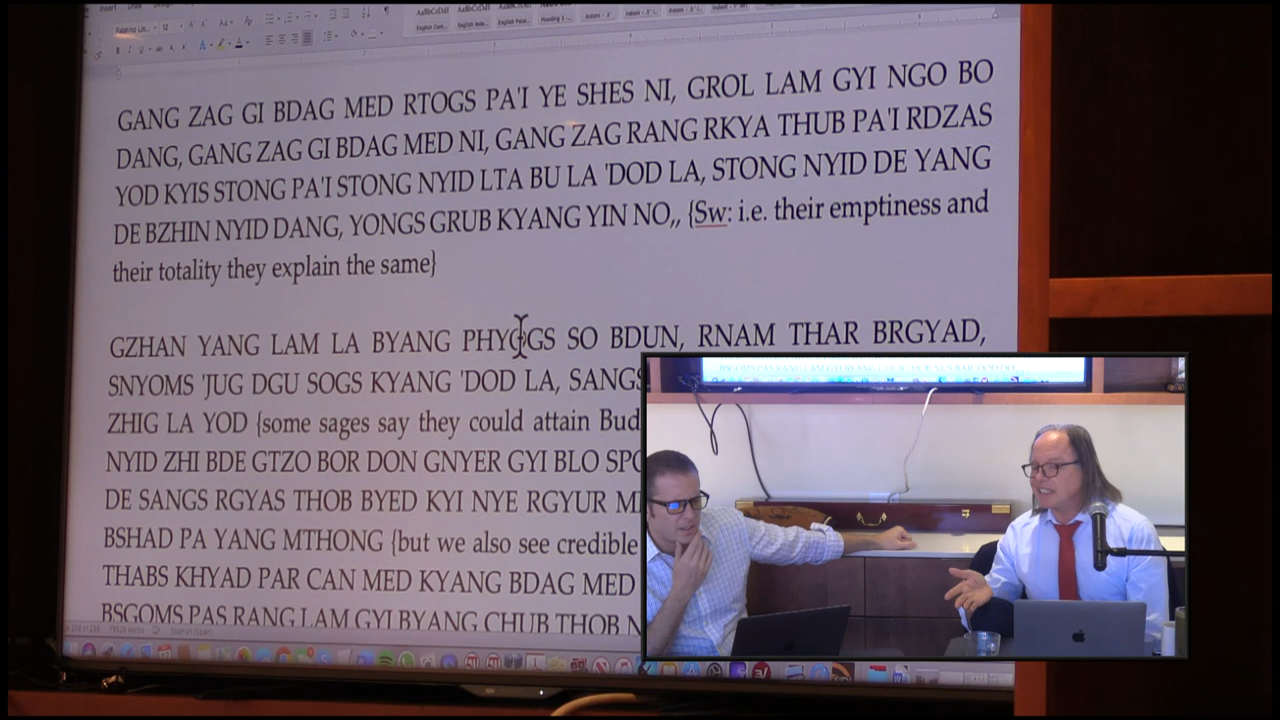 GANG ZAG GI BDAG MED RTOGS PA'I YE SHES NI, GROL LAM GYI NGO BO
DANG, GANG ZAG GI BDAG MED NI, GANG ZAG RANG RKYA THUB PA'I RDZAS
YOD KYIS STONG PA'I STONG NYID LTA BU LA 'DOD LA, STONG NYID DE YANG
DE BZHIN NYID DANG, YONGS GRUB KYANG YIN NO,, {Sw: i.e. their emptiness and
their totality they explain the same}
GZHAN YANG LAM LA BYANG PHYOGS SO BDUN, RNAM THAR BRGYAD,
SNYOMS 'JUG DGU SOGS KYANG 'DOD LA, SANGS
ZHIG LA YOD {some sages say they could attain Bud
NYID ZHI BDE GTZO BOR DON GNYER GYI BLO
DE SANGS RGYAS THOB BYED KYI NYE RGYUR
BSHAD PA YANG MTHONG {but we also see credible
THABS KHYAD PAR CAN MED KYANG BDAG MED
BSGOMS PAS RANG LAM GYI BYANG CHUB THOB